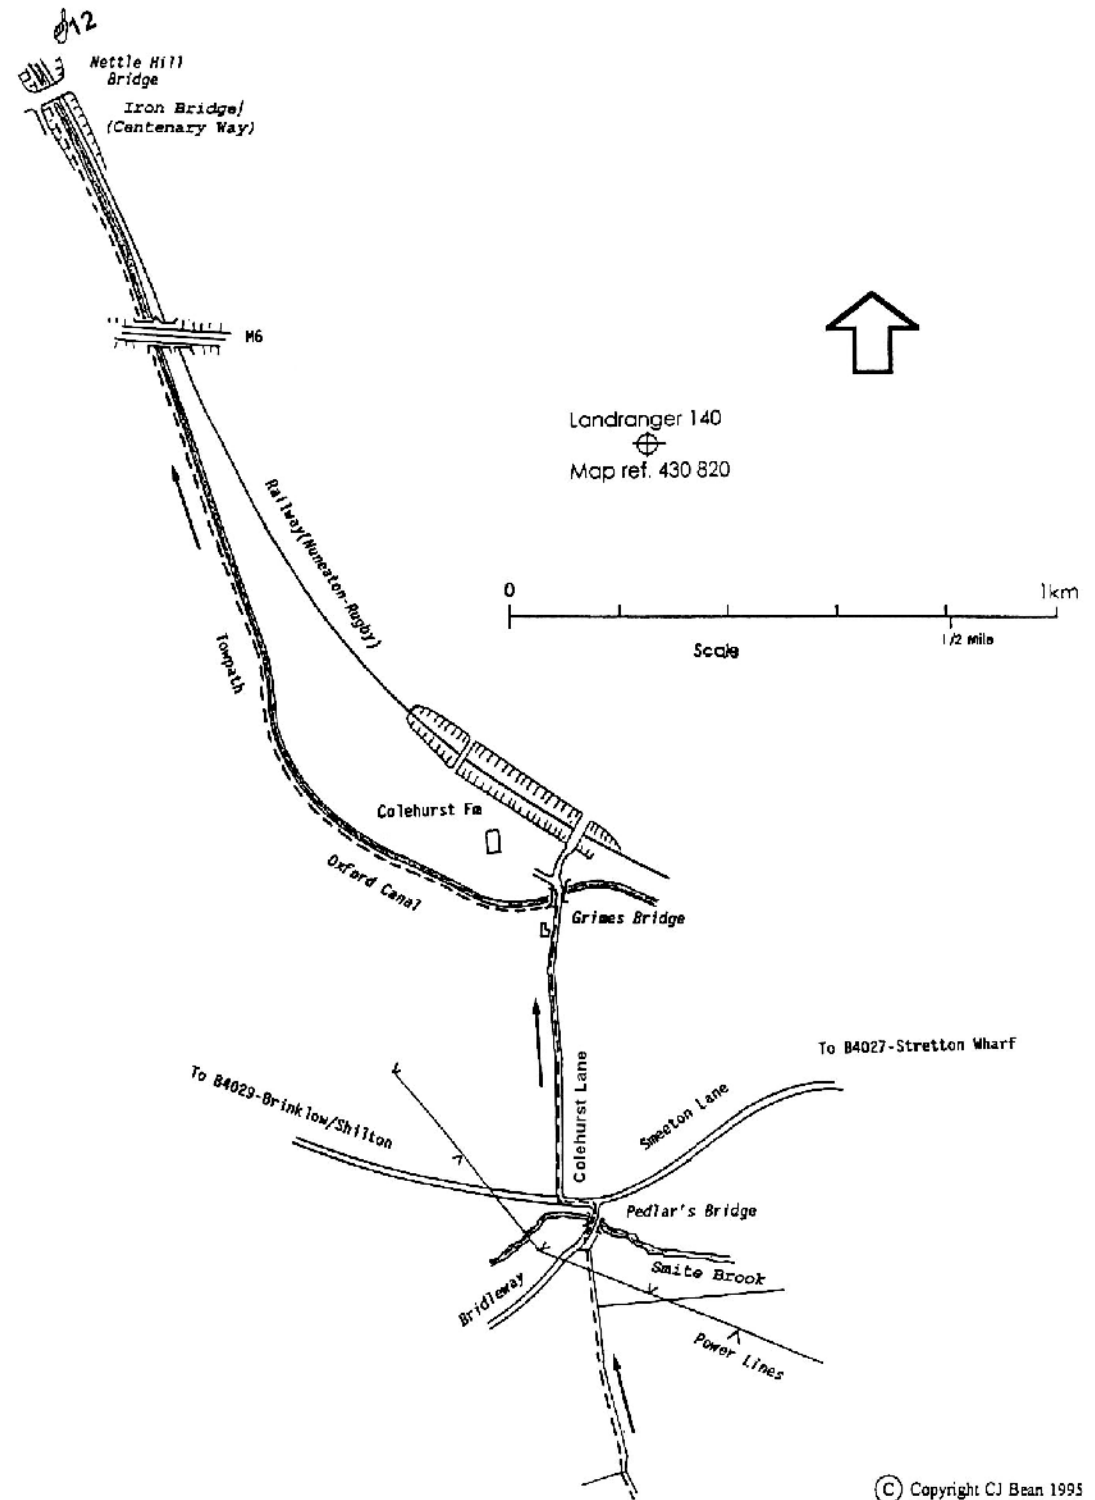 12
Nettle Hill
Bridge
Iron Bridge/
(Centenary Way)
M6
Landranger 140
Map ref. 430 820
Railway(Nuneaton-Rugby)
0
1km
1/2 Mile
Scale
Towpath
Colehurst Fm
Oxford Canal
Grimes Bridge
To B4027-Stretton Wharf
To B4029-Brinklow/Shilton
Colehurst Lane
Smeeton Lane
Pedlar's Bridge
Smite Brook
Bridleway
Power Lines
© Copyright CJ Bean 1995